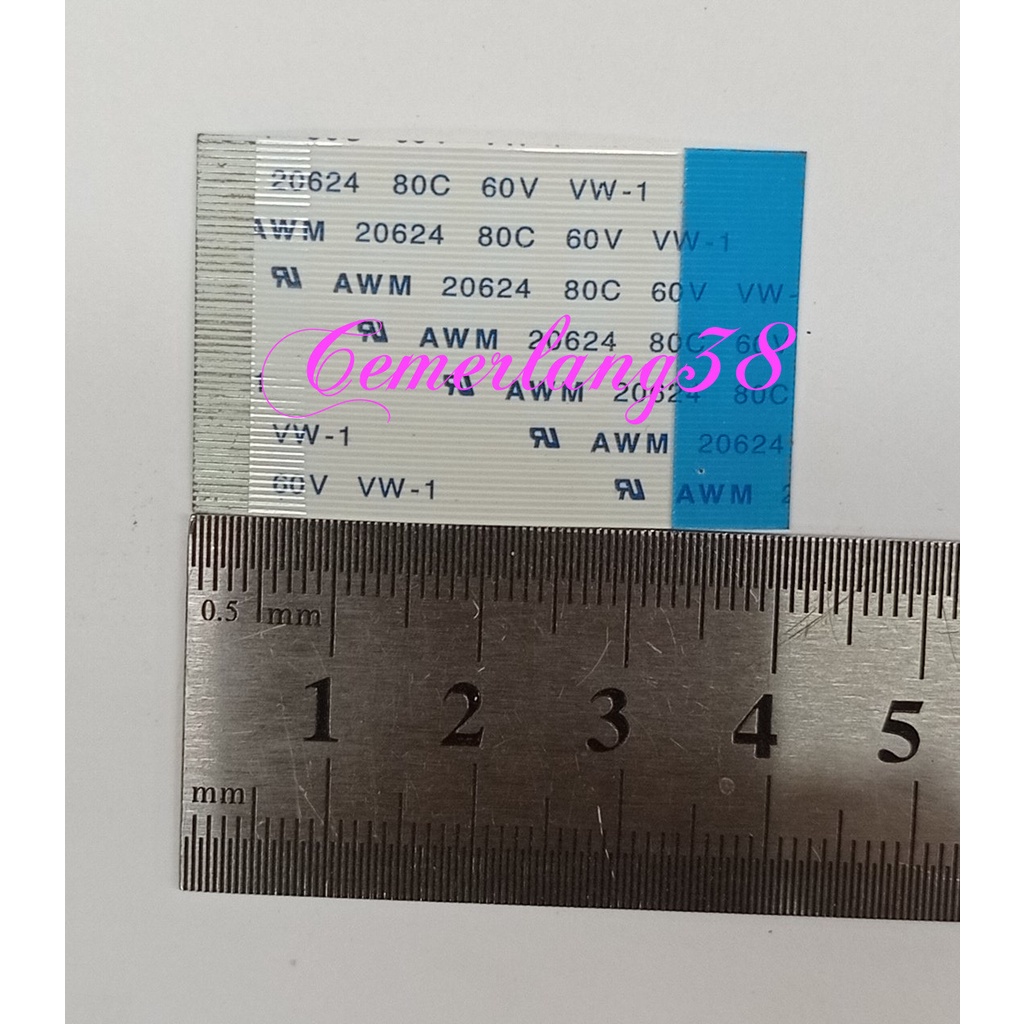 20624 80C 60V VW-1
AWM 20624 80C 60V VW-1
AWM 20624 80C 60V VW-
AWM 20624 80C 60V
Cemerlang38
AWM 20624 80C
VW-1 AWM 20624
60V VW-1 AWM
0.5 mm
1 2 3 4 5
mm